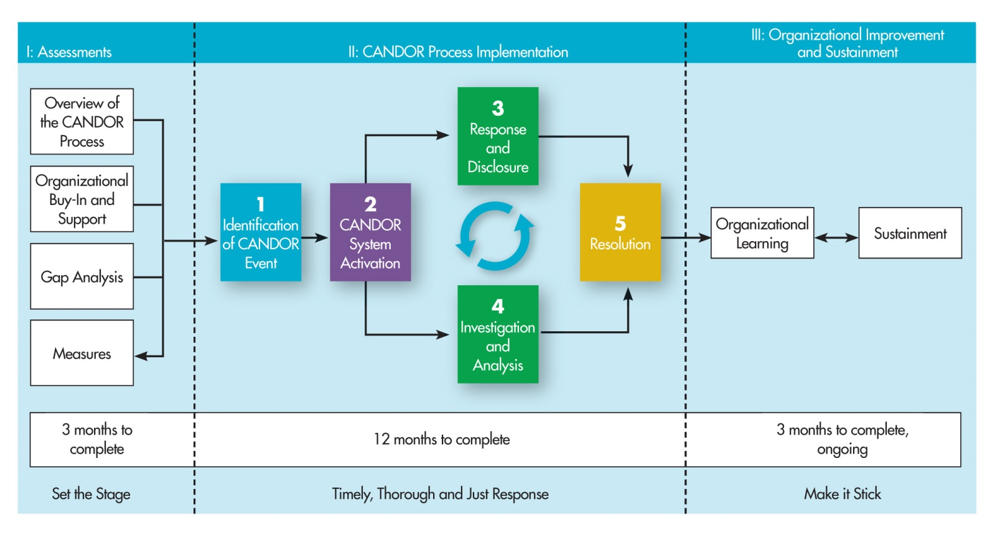 I: Assessments
II: CANDOR Process Implementation
III: Organizational Improvement
and Sustainment
Overview of
the CANDOR
Process
Organizational
Buy-In and
Support
Gap Analysis
Measures
1
Identification
of CANDOR
Event
2
CANDOR
System
Activation
3
Response
and
Disclosure
4
Investigation
and
Analysis
5
Resolution
Organizational
Learning
Sustainment
3 months to
complete
12 months to complete
3 months to complete,
ongoing
Set the Stage
Timely, Thorough and Just Response
Make it Stick